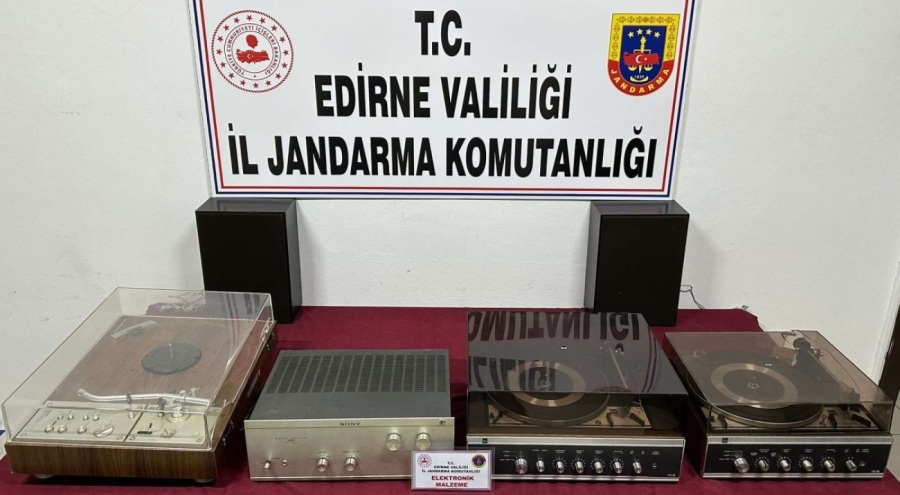 T.C.
EDİRNE VALİLİĞİ
İL JANDARMA KOMUTANLIĞI
JANDARMA
SONY
T.C.
EDİRNE VALİLİĞİ
İL JANDARMA KOMUTANLIĞI
ELEKTRONİK
MALZEME